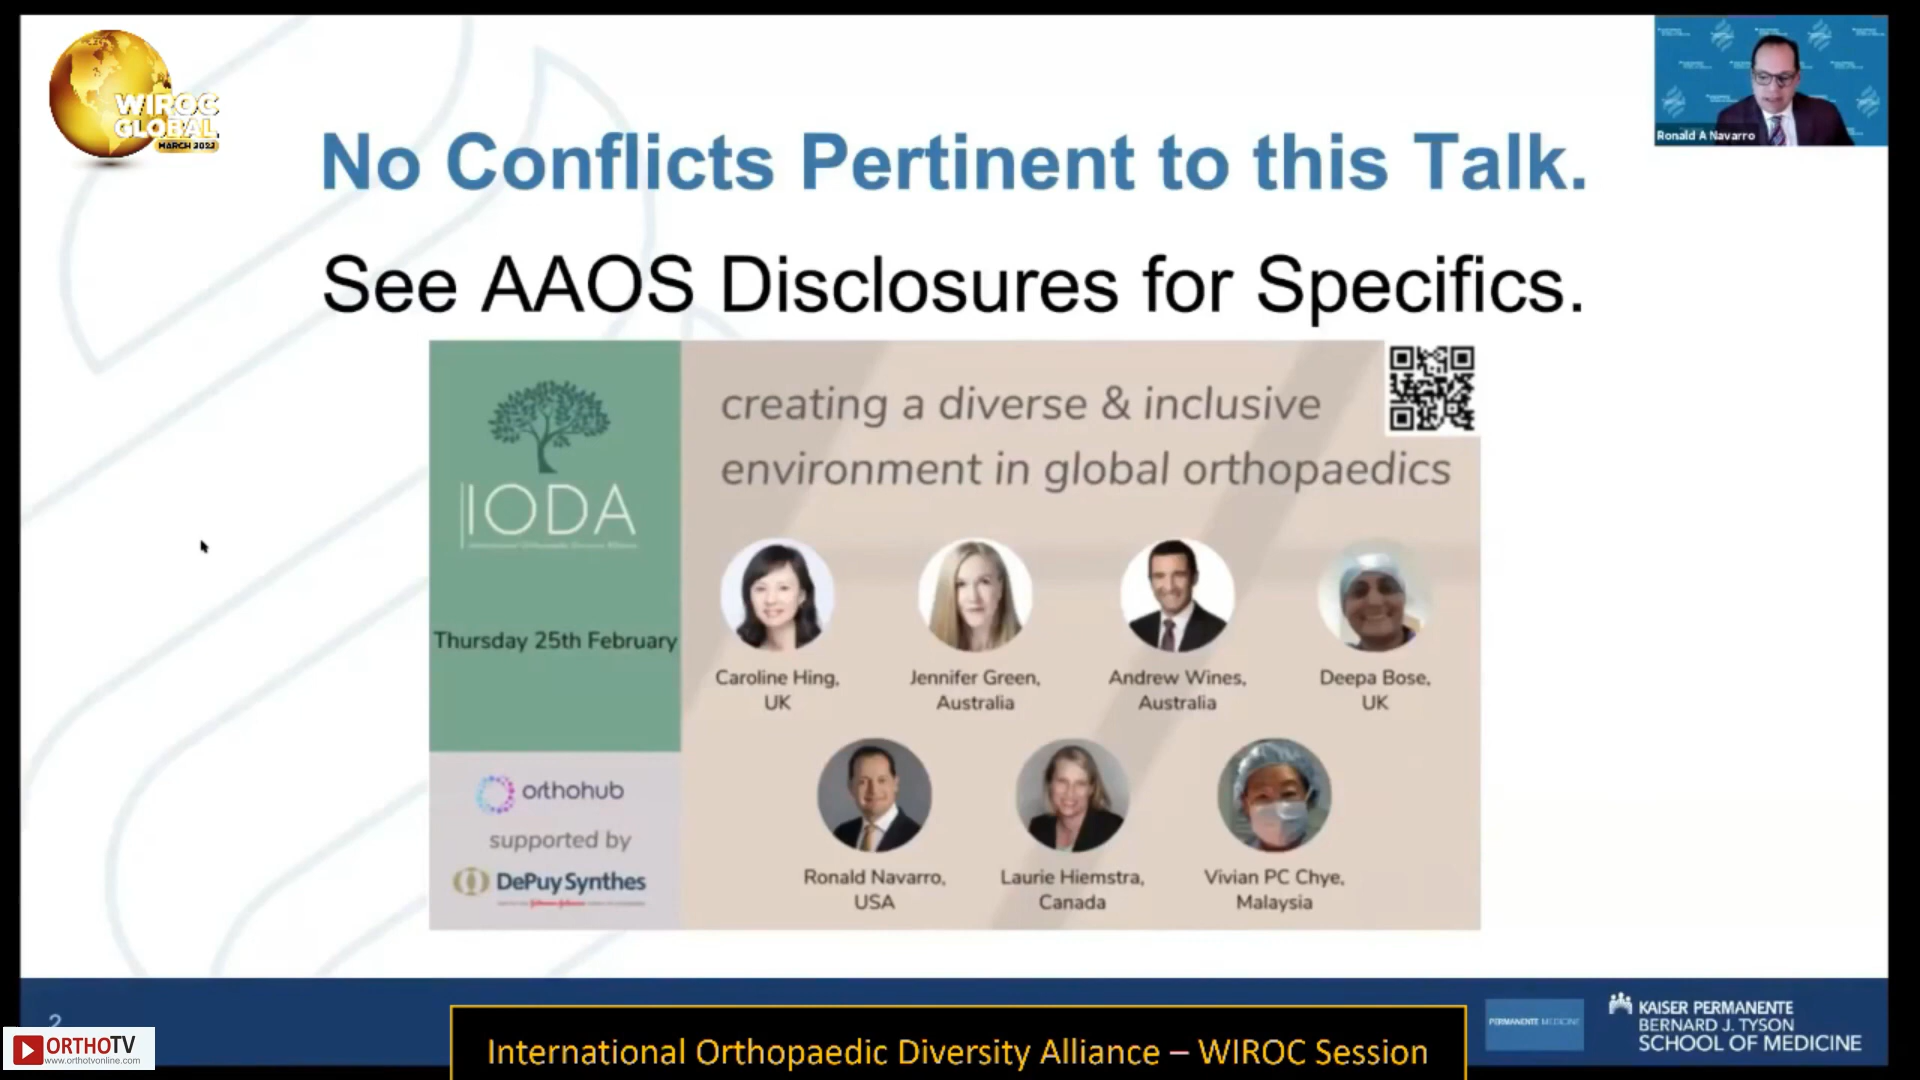 WIROC
GLOBAL
MARCH 2022
Ronald A Navarro
No Conflicts Pertinent to this Talk.
See AAOS Disclosures for Specifics.
IODA
creating a diverse & inclusive
environment in global orthopaedics
Thursday 25th February
Caroline Hing,
UK
Jennifer Green,
Australia
Andrew Wines,
Australia
Deepa Bose,
UK
orthohub
supported by
DePuy Synthes
Ronald Navarro,
USA
Laurie Hiemstra,
Canada
Vivian PC Chye,
Malaysia
2
ORTHOTV
www.orthotvonline.com
International Orthopaedic Diversity Alliance – WIROC Session
PERMANENTE MEDICINE
KAISER PERMANENTE
BERNARD J. TYSON
SCHOOL OF MEDICINE